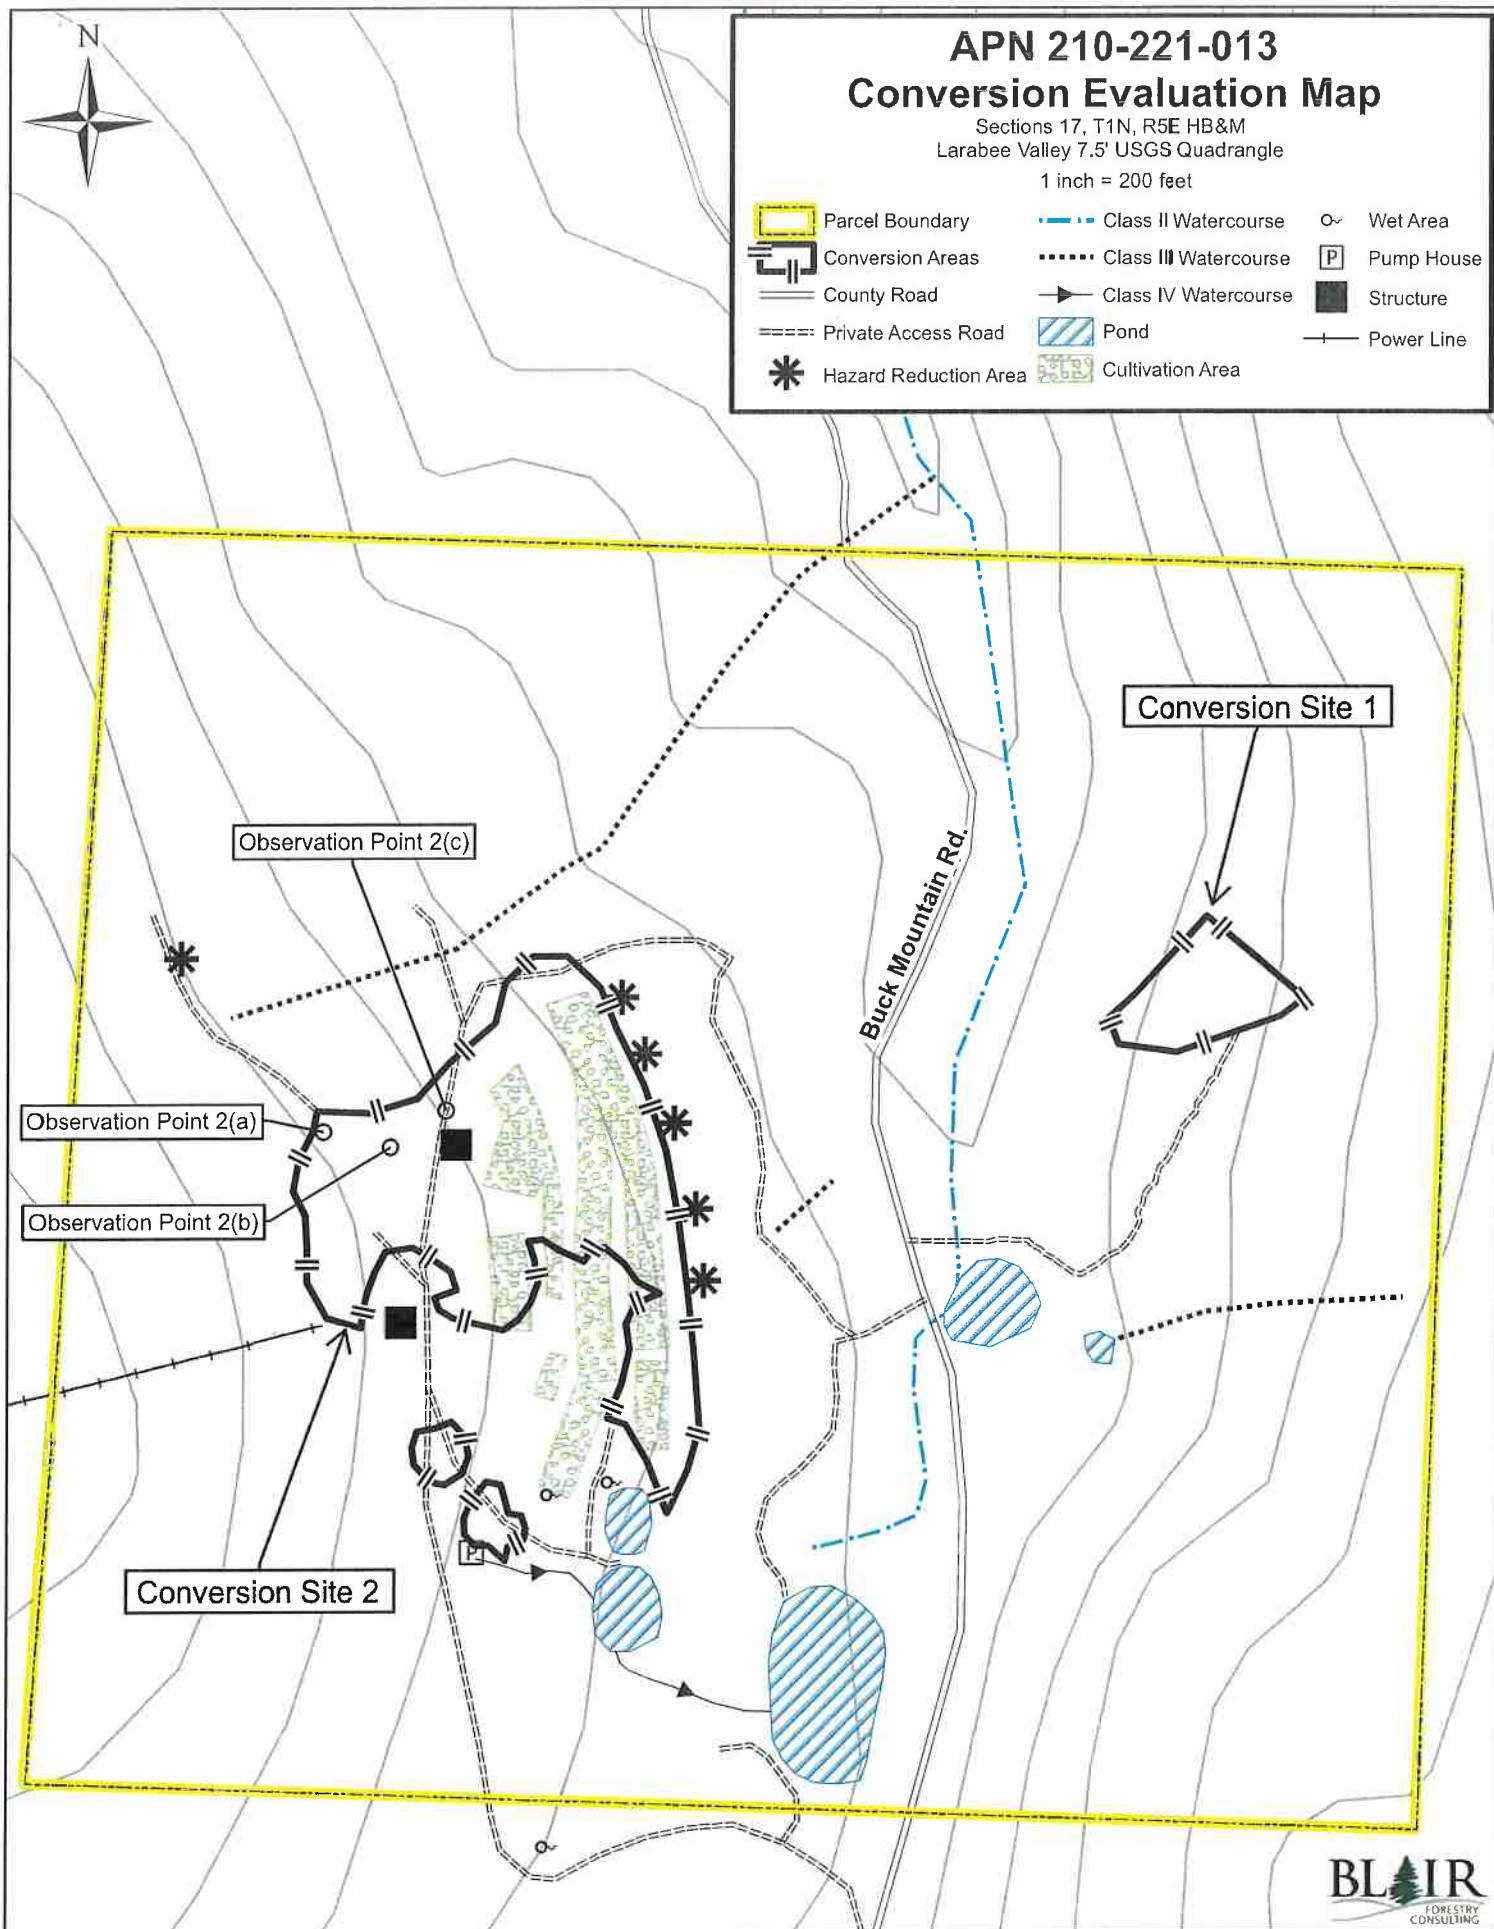 N
APN 210-221-013
Conversion Evaluation Map
Sections 17, T1N, R5E HB&M
Larabee Valley 7.5' USGS Quadrangle
1 inch = 200 feet
Parcel Boundary
Conversion Areas
County Road
Private Access Road
Hazard Reduction Area
Class II Watercourse
Class III Watercourse
Class IV Watercourse
Pond
Cultivation Area
Wet Area
P Pump House
Structure
Power Line
Conversion Site 1
Observation Point 2(c)
Buck Mountain Rd.
Observation Point 2(a)
Observation Point 2(b)
P
Conversion Site 2
BLAIR
FORESTRY
CONSULTING